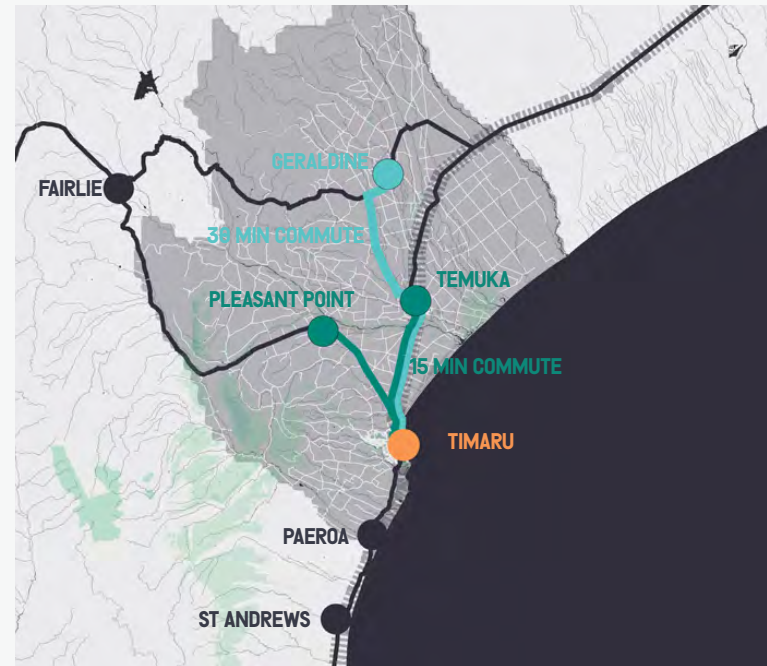 GERALDINE
FAIRLIE
38 MIN COMMUTE
TEMUKA
PLEASANT POINT
15 MIN COMMUTE
TIMARU
PAEROA
ST ANDREWS